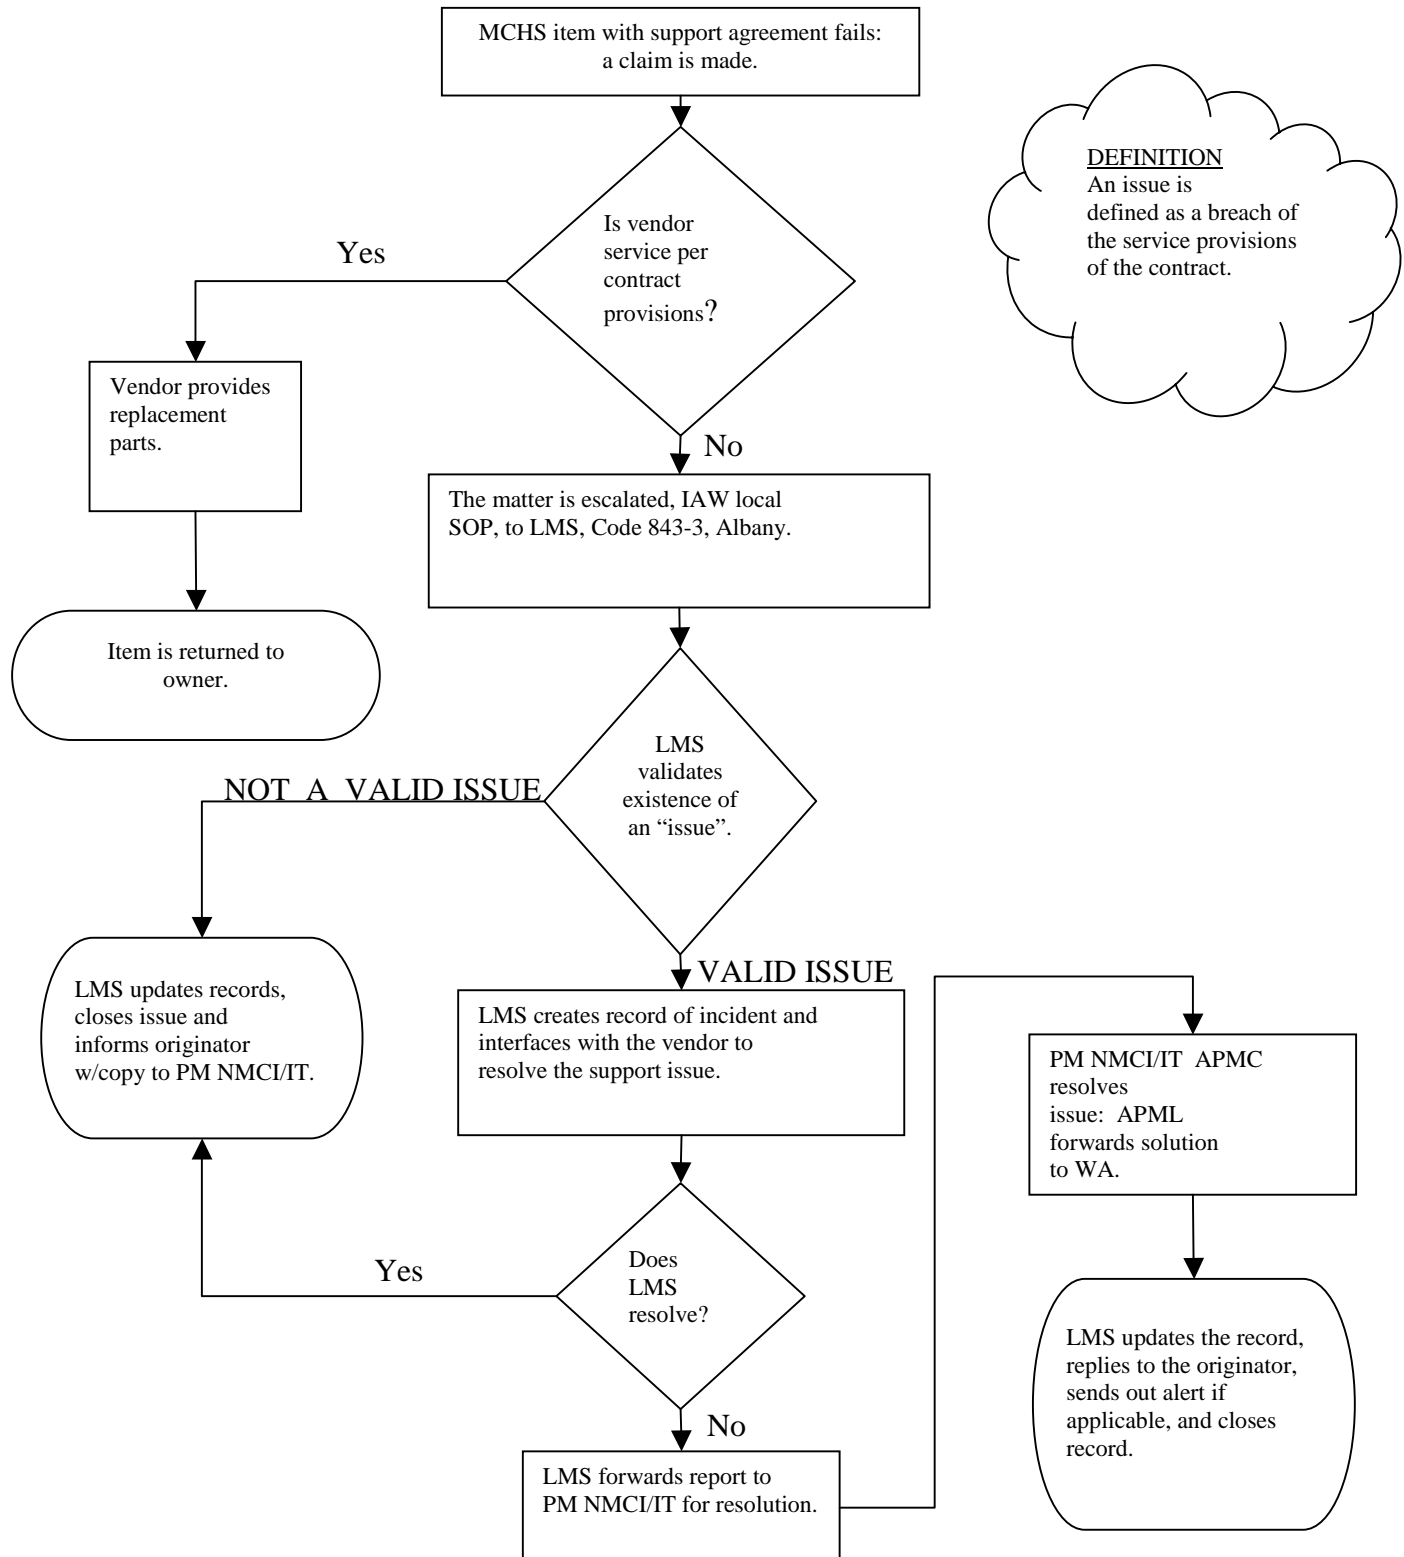 MCHS item with support agreement fails:
a claim is made.
DEFINITION
An issue is
defined as a breach of
the service provisions
of the contract.
Is vendor
service per
contract
provisions?
Yes
Vendor provides
replacement
parts.
No
The matter is escalated, IAW local
SOP, to LMS, Code 843-3, Albany.
Item is returned to
owner.
LMS
validates
existence of
an “issue”.
NOT A VALID ISSUE
VALID ISSUE
LMS updates records,
closes issue and
informs originator
w/copy to PM NMCI/IT.
LMS creates record of incident and
interfaces with the vendor to
resolve the support issue.
PM NMCI/IT APMC
resolves
issue: APML
forwards solution
to WA.
Does
LMS
resolve?
Yes
No
LMS updates the record,
replies to the originator,
sends out alert if
applicable, and closes
record.
LMS forwards report to
PM NMCI/IT for resolution.